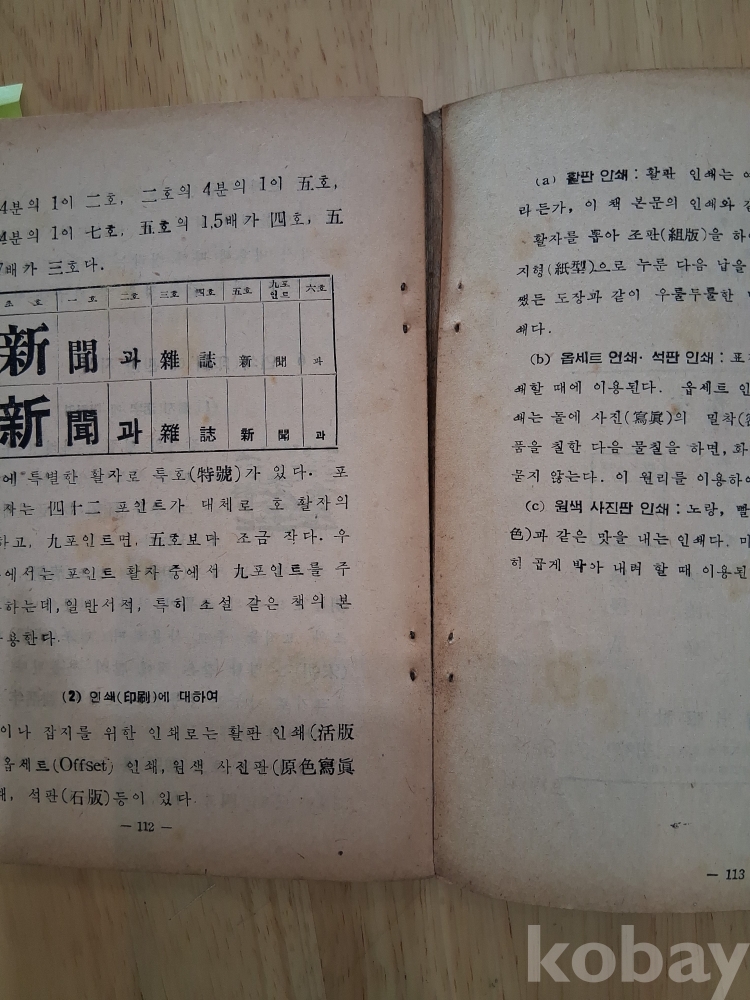 4분의 1이 二호, 二호의 4분의 1이 五호,
4분의 1이 七호, 五호의 1.5배가 四호, 五
배가 三호다.
초 호 一 호 二호 三호 四호 五호 九포인트 六호
新 聞 과 雜 誌 新 聞 과
新 聞 과 雜 誌 新 聞 과
에 특별한 활자로 특호(特號)가 있다. 포
자는 四十二 포인트가 대체로 호 활자의
하고, 九포인트면, 五호보다 조금 작다. 우
에서는 포인트 활자 중에서 九포인트를 주
하는데, 일반서적, 특히 소설 같은 책의 본
용한다.
(2) 인쇄(印刷)에 대하여
이나 잡지를 위한 인쇄로는 활판 인쇄(活版
옵세트(Offset) 인쇄, 원색 사진판(原色寫眞
석판(石版)등이 있다.
— 112 —
(a) 활판 인쇄 : 활판 인쇄는
라든가, 이 책 본문의 인쇄와
활자를 뽑아 조판(組版)을 하
지형(紙型)으로 누룬 다음 납을
쨌든 도장과 같이 우툴두툴한
쇄다.
(b) 옵세트 언쇄· 석판 인쇄 : 표
쇄할 때에 이용된다. 옵세트 인
쇄는 돌에 사진(寫眞)의 밀착
품을 칠한 다음 물칠을 하면, 화
묻지 않는다. 이 원리를 이용하
(c) 원색 사진판 인쇄 : 노랑, 빨
色)과 같은 맛을 내는 인쇄다.
히 곱게 박아 내려 할 때 이용된
— 113
kobay